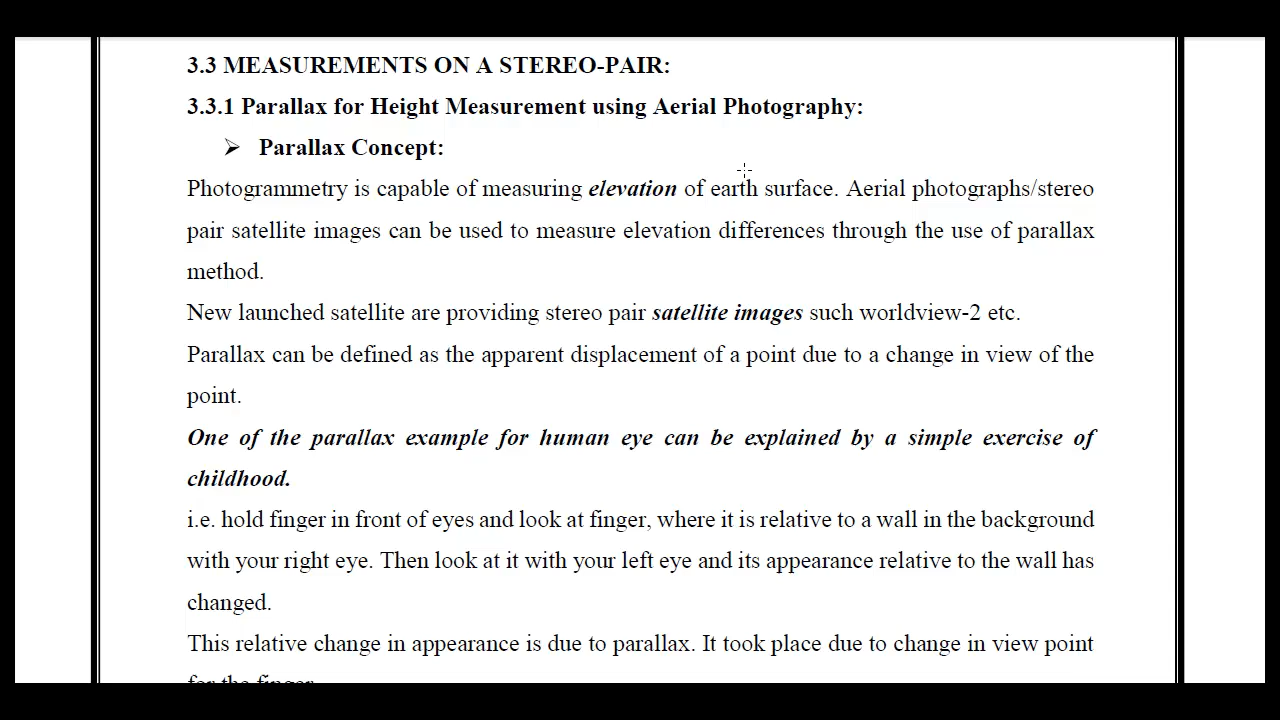 3.3 MEASUREMENTS ON A STEREO-PAIR:
3.3.1 Parallax for Height Measurement using Aerial Photography:
➢ Parallax Concept:
Photogrammetry is capable of measuring elevation of earth surface. Aerial photographs/stereo
pair satellite images can be used to measure elevation differences through the use of parallax
method.
New launched satellite are providing stereo pair satellite images such worldview-2 etc.
Parallax can be defined as the apparent displacement of a point due to a change in view of the
point.
One of the parallax example for human eye can be explained by a simple exercise of
childhood.
i.e. hold finger in front of eyes and look at finger, where it is relative to a wall in the background
with your right eye. Then look at it with your left eye and its appearance relative to the wall has
changed.
This relative change in appearance is due to parallax. It took place due to change in view point
for the finger